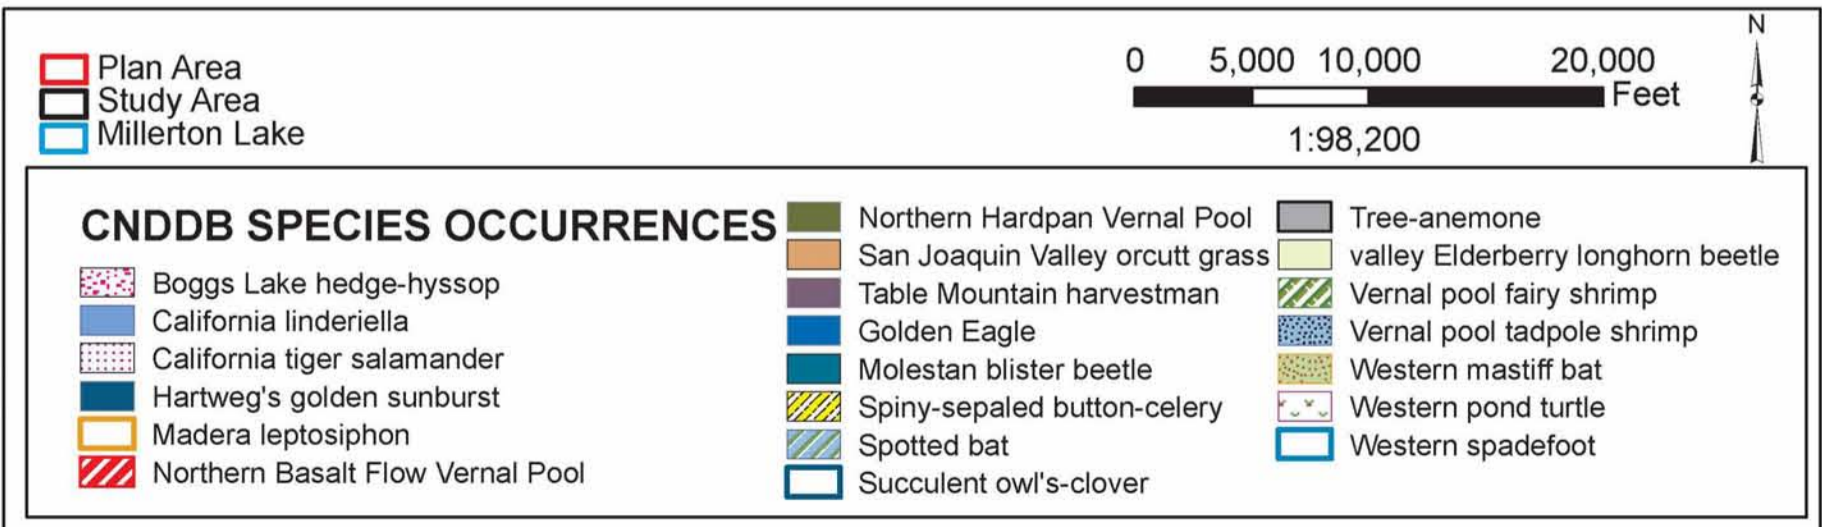 Plan Area
Study Area
Millerton Lake
0 5,000 10,000 20,000
Feet
1:98,200
N
CNDDB SPECIES OCCURRENCES
Boggs Lake hedge-hyssop
California linderiella
California tiger salamander
Hartweg's golden sunburst
Madera leptosiphon
Northern Basalt Flow Vernal Pool
Northern Hardpan Vernal Pool
San Joaquin Valley orcutt grass
Table Mountain harvestman
Golden Eagle
Molestan blister beetle
Spiny-sepaled button-celery
Spotted bat
Succulent owl's-clover
Tree-anemone
valley Elderberry longhorn beetle
Vernal pool fairy shrimp
Vernal pool tadpole shrimp
Western mastiff bat
Western pond turtle
Western spadefoot